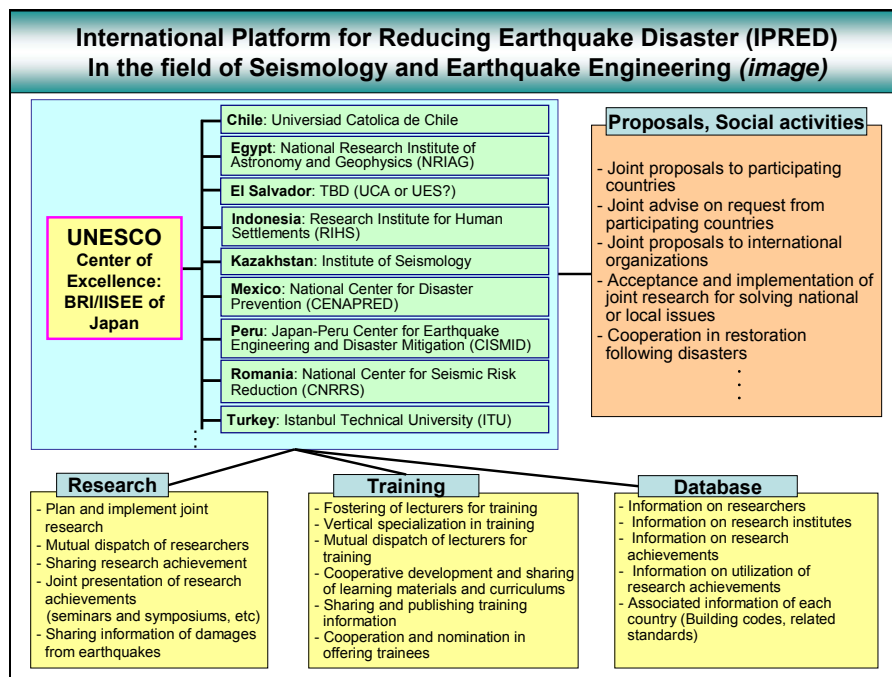 International Platform for Reducing Earthquake Disaster (IPRED)
In the field of Seismology and Earthquake Engineering (image)
UNESCO
Center of
Excellence:
BRI/IISEE of
Japan
Chile: Universiad Catolica de Chile
Egypt: National Research Institute of
Astronomy and Geophysics (NRIAG)
El Salvador: TBD (UCA or UES?)
Indonesia: Research Institute for Human
Settlements (RIHS)
Kazakhstan: Institute of Seismology
Mexico: National Center for Disaster
Prevention (CENAPRED)
Peru: Japan-Peru Center for Earthquake
Engineering and Disaster Mitigation (CISMID)
Romania: National Center for Seismic Risk
Reduction (CNRRS)
Turkey: Istanbul Technical University (ITU)
Proposals, Social activities
- Joint proposals to participating
countries
- Joint advise on request from
participating countries
- Joint proposals to international
organizations
- Acceptance and implementation of
joint research for solving national
or local issues
- Cooperation in restoration
following disasters
Research
- Plan and implement joint
research
- Mutual dispatch of researchers
- Sharing research achievement
- Joint presentation of research
achievements
(seminars and symposiums, etc)
- Sharing information of damages
from earthquakes
Training
- Fostering of lecturers for training
- Vertical specialization in training
- Mutual dispatch of lecturers for
training
- Cooperative development and sharing
of learning materials and curriculums
- Sharing and publishing training
information
- Cooperation and nomination in
offering trainees
Database
- Information on researchers
- Information on research institutes
- Information on research
achievements
- Information on utilization of
research achievements
- Associated information of each
country (Building codes, related
standards)